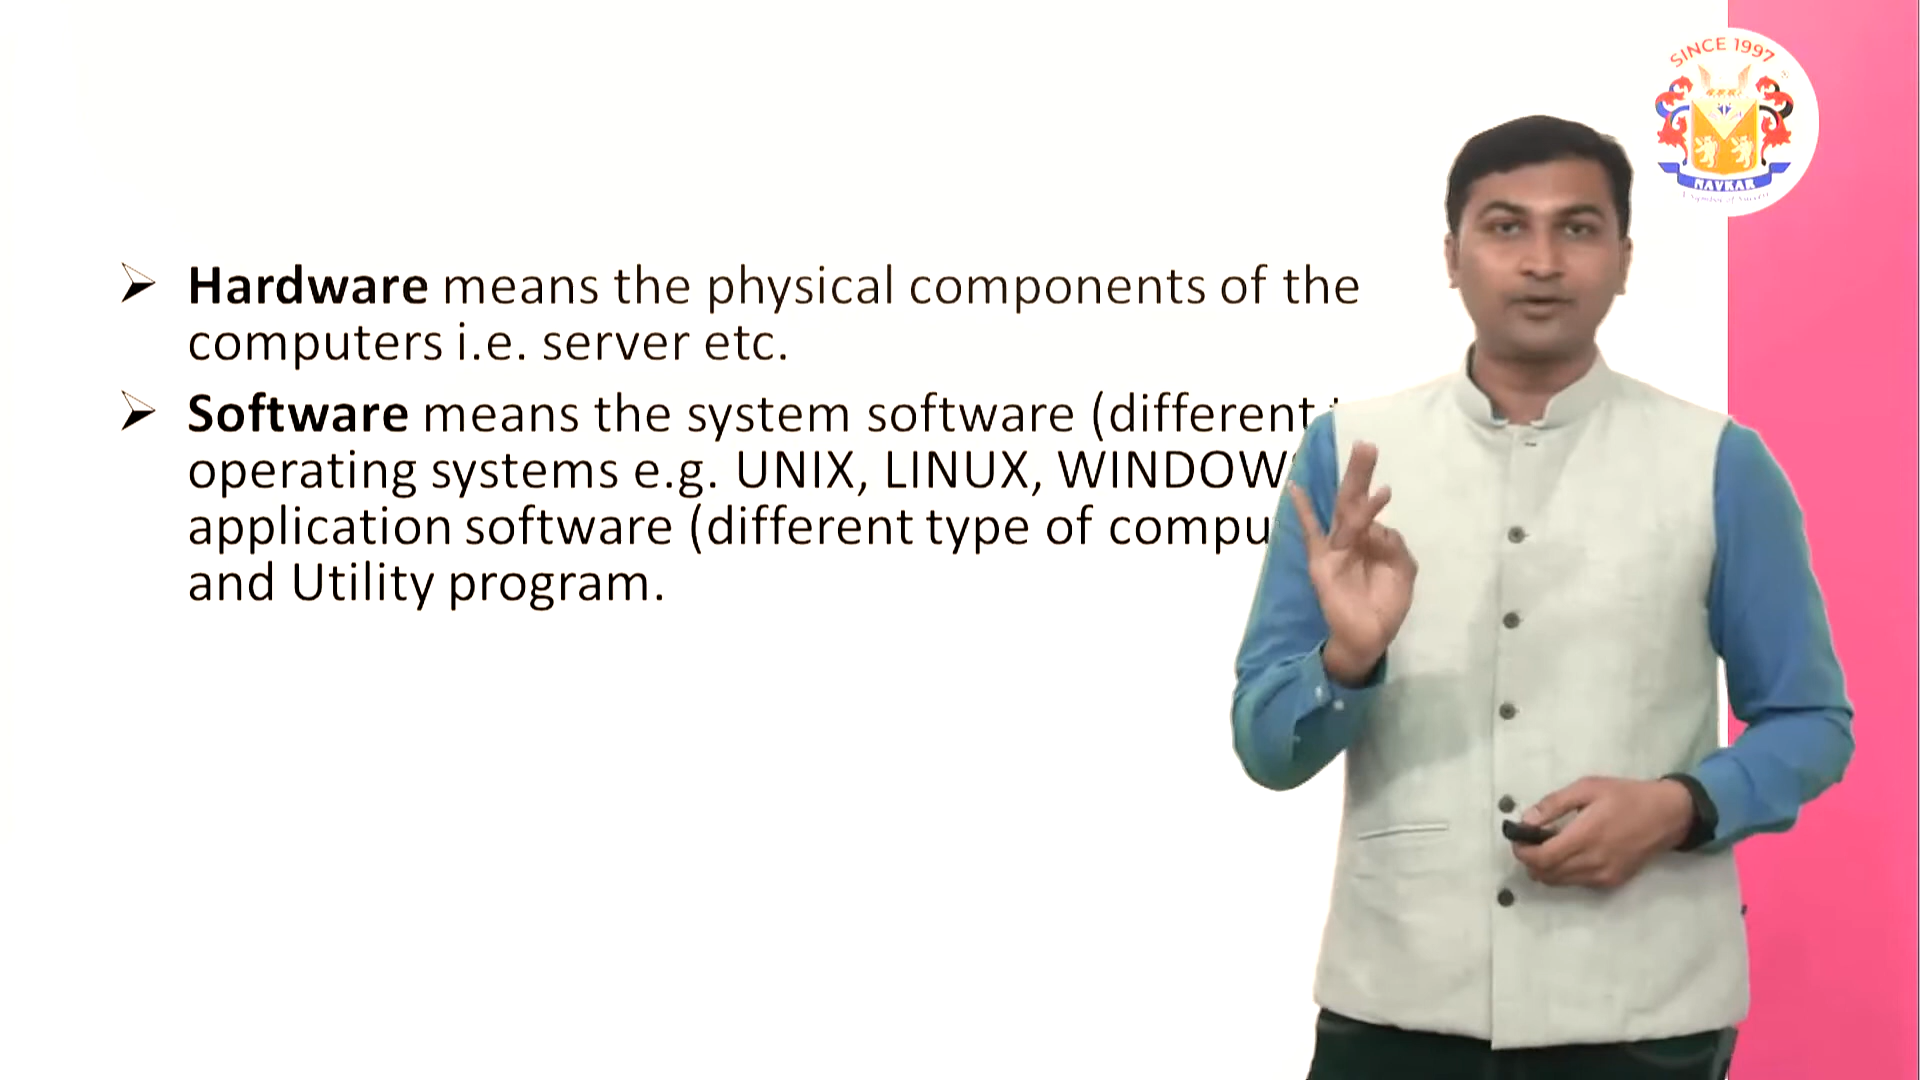 SINCE 1997
NAVKAR
Hardware means the physical components of the
computers i.e. server etc.
Software means the system software (different
operating systems e.g. UNIX, LINUX, WINDOWS
application software (different type of compu
and Utility program.